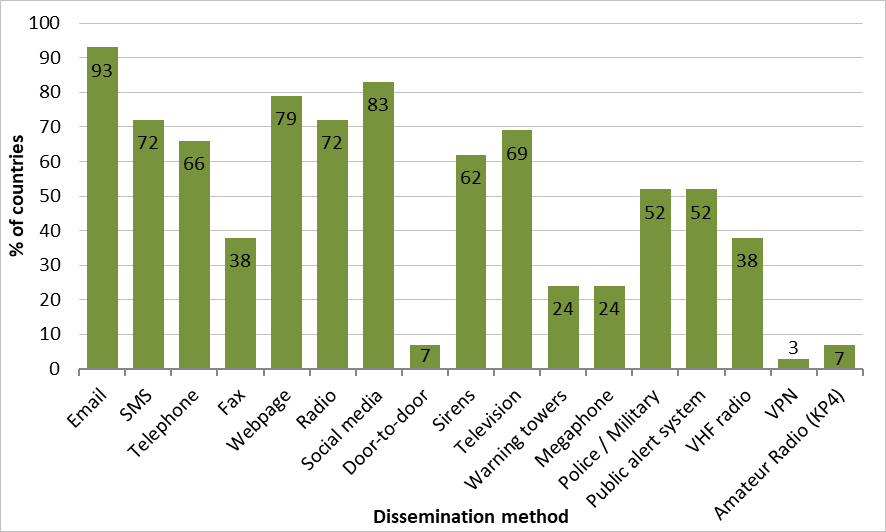 100
90
80
70
60
50
40
30
20
10
0
% of countries
93
72
66
38
79
72
83
7
62
69
24
24
52
52
38
3
7
Email
SMS
Telephone
Fax
Webpage
Radio
Social media
Door-to-door
Sirens
Television
Warning towers
Megaphone
Police / Military
Public alert system
VHF radio
VPN
Amateur Radio (KP4)
Dissemination method